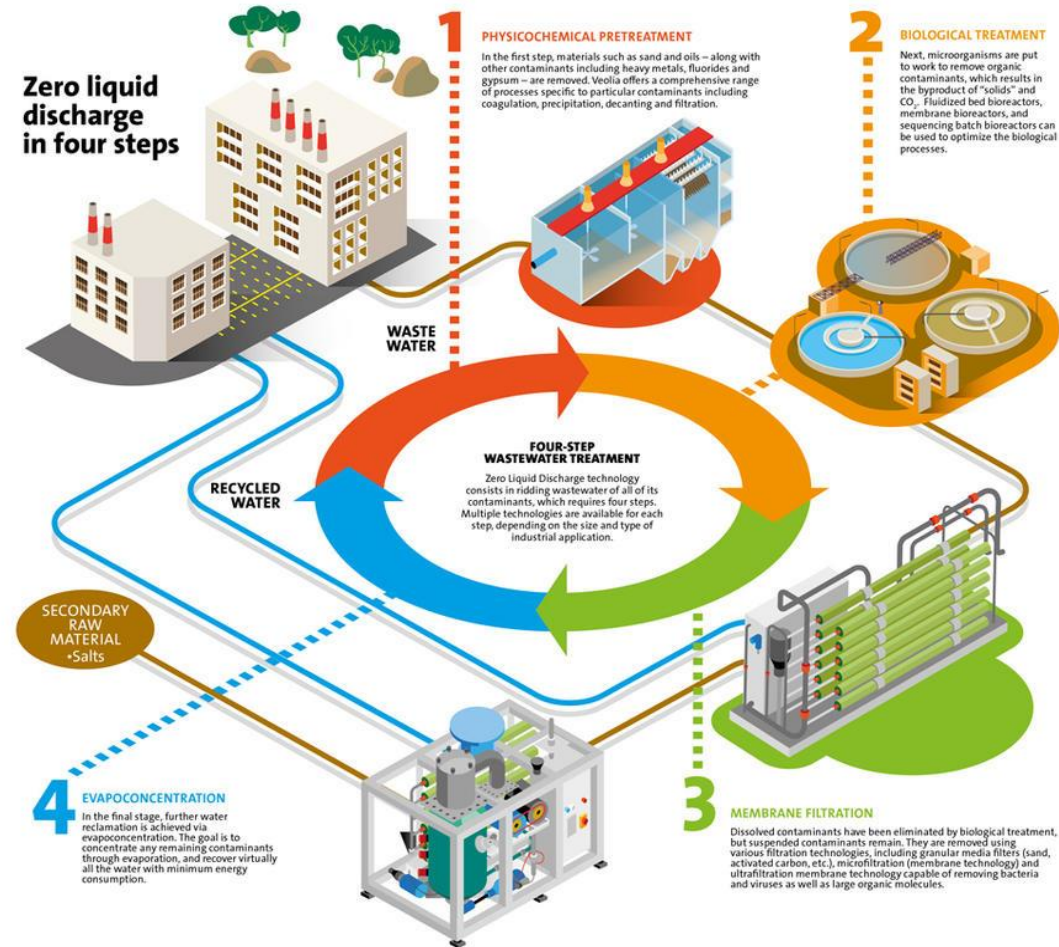 Zero liquid
discharge
in four steps
1
PHYSICOCHEMICAL PRETREATMENT
In the first step, materials such as sand and oils – along with
other contaminants including heavy metals, fluorides and
gypsum – are removed. Veolia offers a comprehensive range
of processes specific to particular contaminants including
coagulation, precipitation, decanting and filtration.
2
BIOLOGICAL TREATMENT
Next, microorganisms are put
to work to remove organic
contaminants, which results in
the byproduct of "solids" and
CO₂. Fluidized bed bioreactors,
membrane bioreactors, and
sequencing batch bioreactors can
be used to optimize the biological
processes.
WASTE
WATER
RECYCLED
WATER
FOUR-STEP
WASTEWATER TREATMENT
Zero Liquid Discharge technology
consists in ridding wastewater of all of its
contaminants, which requires four steps.
Multiple technologies are available for each
step, depending on the size and type of
industrial application.
SECONDARY
RAW
MATERIAL
•Salts
4
EVAPOCONCENTRATION
In the final stage, further water
reclamation is achieved via
evapoconcentration. The goal is to
concentrate any remaining contaminants
through evaporation, and recover virtually
all the water with minimum energy
consumption.
3
MEMBRANE FILTRATION
Dissolved contaminants have been eliminated by biological treatment,
but suspended contaminants remain. They are removed using
various filtration technologies, including granular media filters (sand,
activated carbon, etc.), microfiltration (membrane technology) and
ultrafiltration membrane technology capable of removing bacteria
and viruses as well as large organic molecules.